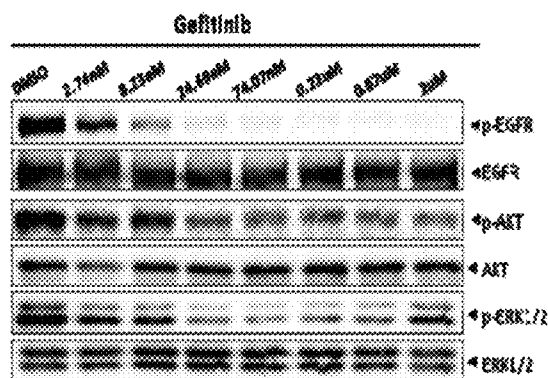 Gefitinib
DMSO 2.74nM 8.23nM 24.69nM 74.07nM 0.22uM 0.67uM 2uM
p-EGFR
EGFR
p-AKT
AKT
p-ERK1/2
ERK1/2